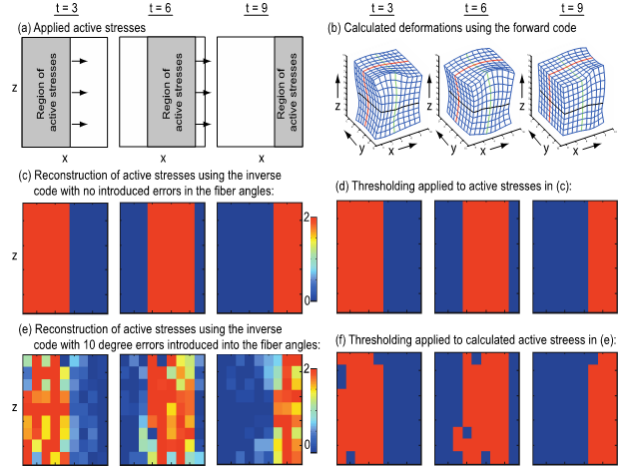 t = 3 t = 6 t = 9 t = 3 t = 6 t = 9
(a) Applied active stresses
(b) Calculated deformations using the forward code
Region of active stresses
Region of active stresses
Region of active stresses
z
x x x
z z z
y x y x y x
(c) Reconstruction of active stresses using the inverse
code with no introduced errors in the fiber angles:
(d) Thresholding applied to active stresses in (c):
z
2
0
(e) Reconstruction of active stresses using the inverse
code with 10 degree errors introduced into the fiber angles:
(f) Thresholding applied to calculated active streess in (e):
z
2
0